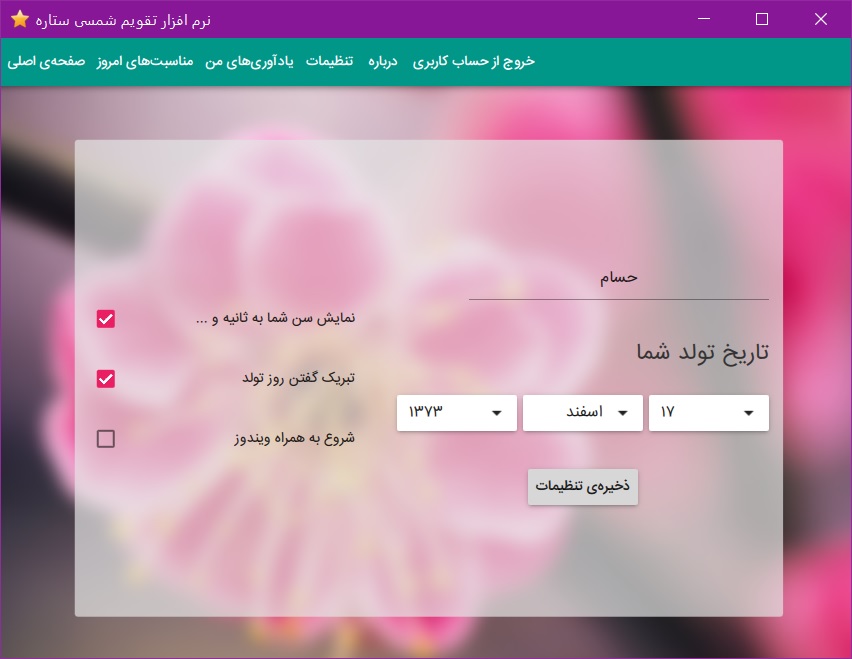 نرم افزار تقویم شمسی ستاره
صفحه‌ی اصلی مناسبت‌های امروز یادآوری‌های من تنظیمات درباره خروج از حساب کاربری
حسام
تاریخ تولد شما
۱۷ اسفند ۱۳۷۳
ذخیره‌ی تنظیمات
نمایش سن شما به ثانیه و ...
تبریک گفتن روز تولد
شروع به همراه ویندوز